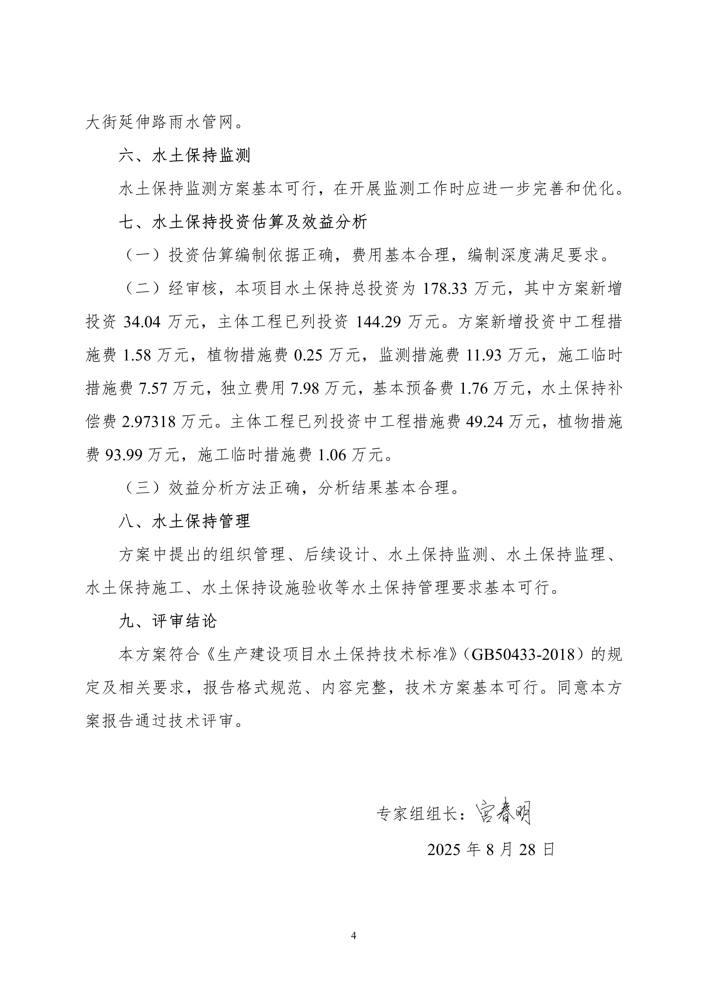 大街延伸路雨水管网。
六、水土保持监测
水土保持监测方案基本可行，在开展监测工作时应进一步完善和优化。
七、水土保持投资估算及效益分析
（一）投资估算编制依据正确，费用基本合理，编制深度满足要求。
（二）经审核，本项目水土保持总投资为 178.33 万元，其中方案新增
投资 34.04 万元，主体工程已列投资 144.29 万元。方案新增投资中工程措
施费 1.58 万元，植物措施费 0.25 万元，监测措施费 11.93 万元，施工临时
措施费 7.57 万元，独立费用 7.98 万元，基本预备费 1.76 万元，水土保持补
偿费 2.97318 万元。主体工程已列投资中工程措施费 49.24 万元，植物措施
费 93.99 万元，施工临时措施费 1.06 万元。
（三）效益分析方法正确，分析结果基本合理。
八、水土保持管理
方案中提出的组织管理、后续设计、水土保持监测、水土保持监理、
水土保持施工、水土保持设施验收等水土保持管理要求基本可行。
九、评审结论
本方案符合《生产建设项目水土保持技术标准》（GB50433-2018）的规
定及相关要求，报告格式规范、内容完整，技术方案基本可行。同意本方
案报告通过技术评审。
专家组组长：宫春明
2025 年 8 月 28 日
4